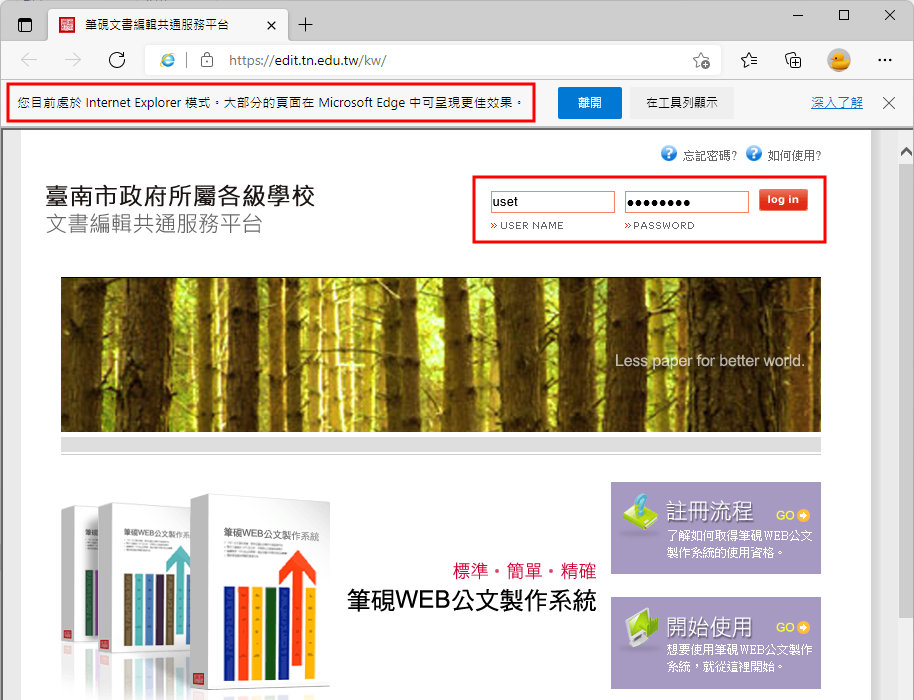 筆硯文書編輯共通服務平台
https://edit.tn.edu.tw/kw/
您目前處於 Internet Explorer 模式。大部分的頁面在 Microsoft Edge 中可呈現更佳效果。
離開
在工具列顯示
深入了解
忘記密碼?
如何使用?
臺南市政府所屬各級學校
文書編輯共通服務平台
uset
log in
» USER NAME
» PASSWORD
Less paper for better world.
筆硯WEB公文製作系統
標準・簡單・精確
筆硯WEB公文製作系統
註冊流程 GO
了解如何取得筆硯WEB公文
製作系統的使用資格。
開始使用 GO
想要使用筆硯WEB公文製作
系統，就從這裡開始。